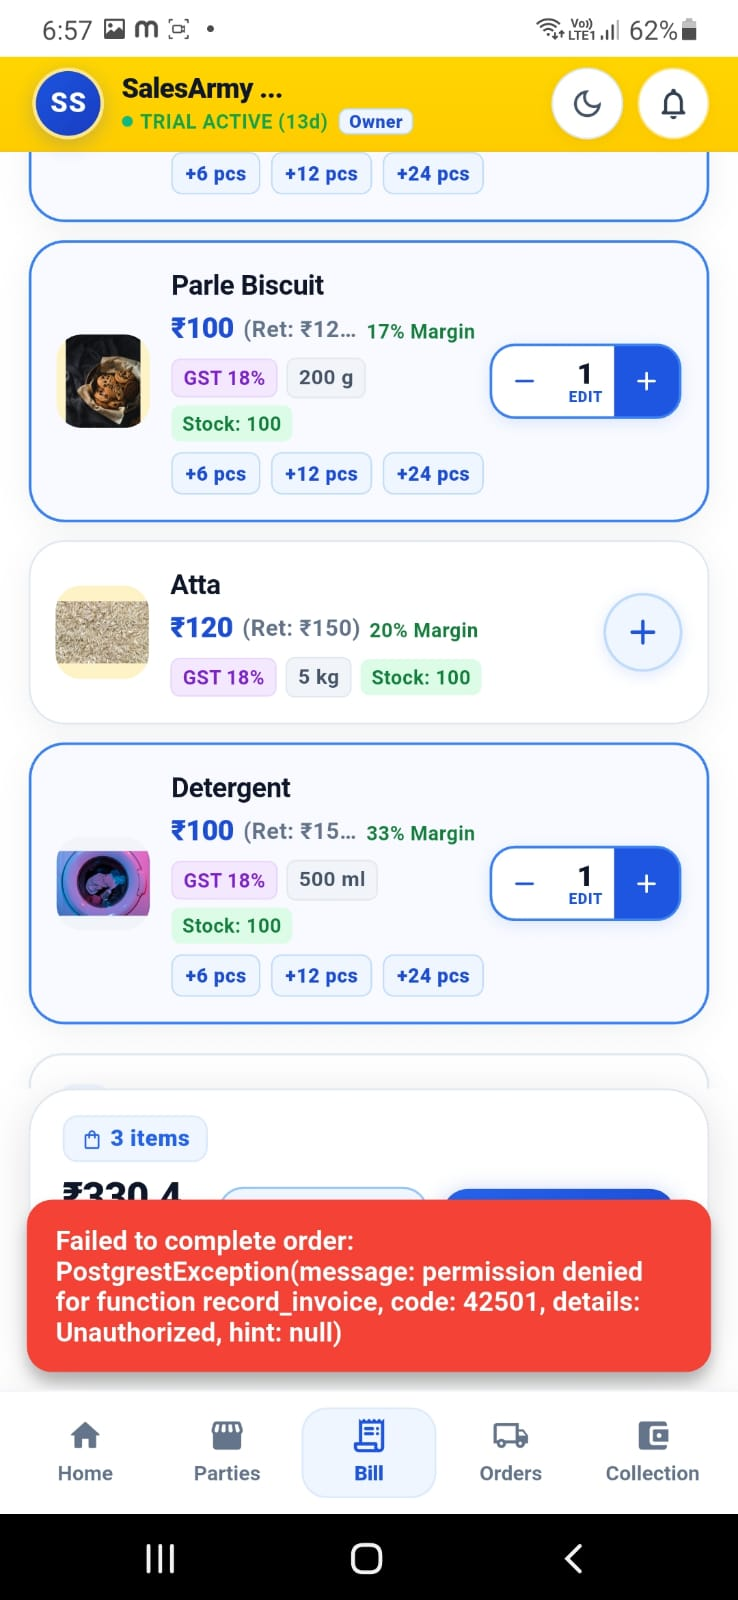 6:57
Vo))
LTE1
62%
SS
SalesArmy ...
TRIAL ACTIVE (13d)
Owner
+6 pcs
+12 pcs
+24 pcs
Parle Biscuit
₹100 (Ret: ₹12... 17% Margin
GST 18%
200 g
Stock: 100
1
EDIT
+6 pcs
+12 pcs
+24 pcs
Atta
₹120 (Ret: ₹150) 20% Margin
GST 18%
5 kg
Stock: 100
Detergent
₹100 (Ret: ₹15... 33% Margin
GST 18%
500 ml
Stock: 100
1
EDIT
+6 pcs
+12 pcs
+24 pcs
3 items
₹330.4
Failed to complete order:
PostgrestException(message: permission denied
for function record_invoice, code: 42501, details:
Unauthorized, hint: null)
Home
Parties
Bill
Orders
Collection